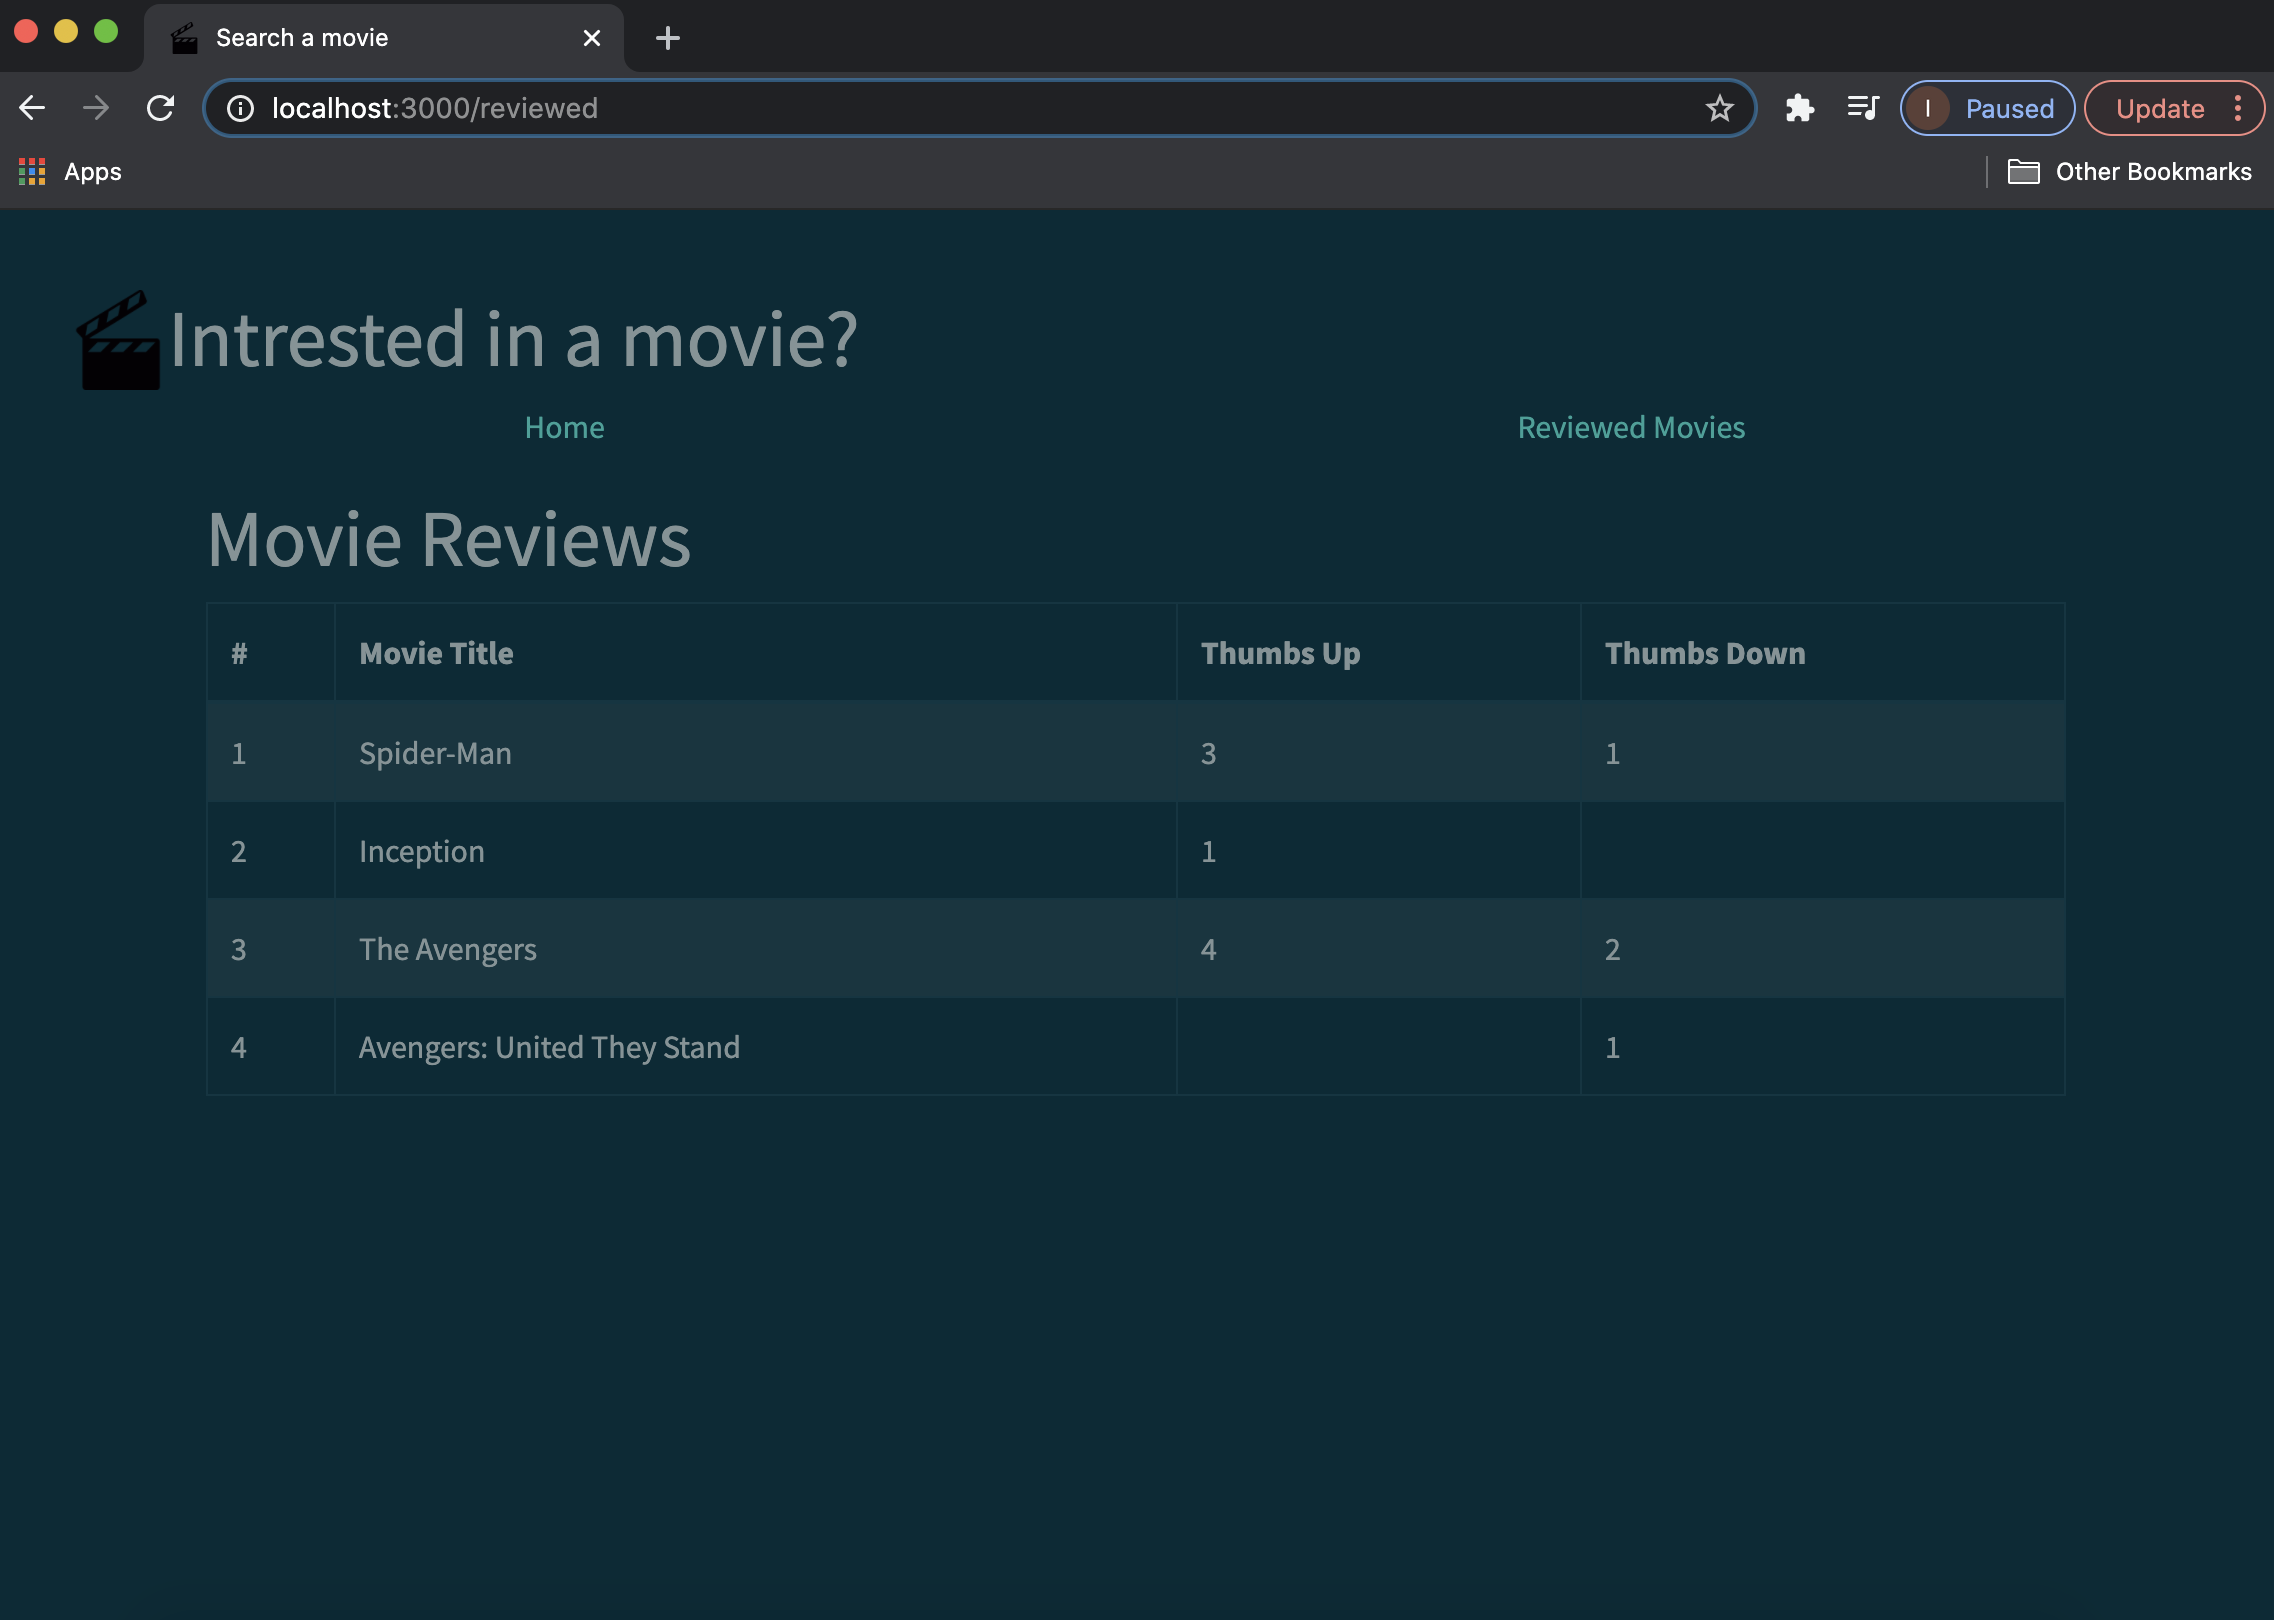 Search a movie
localhost:3000/reviewed
I Paused Update
Apps Other Bookmarks
Intrested in a movie?
Home Reviewed Movies
Movie Reviews
# Movie Title Thumbs Up Thumbs Down
1 Spider-Man 3 1
2 Inception 1
3 The Avengers 4 2
4 Avengers: United They Stand 1